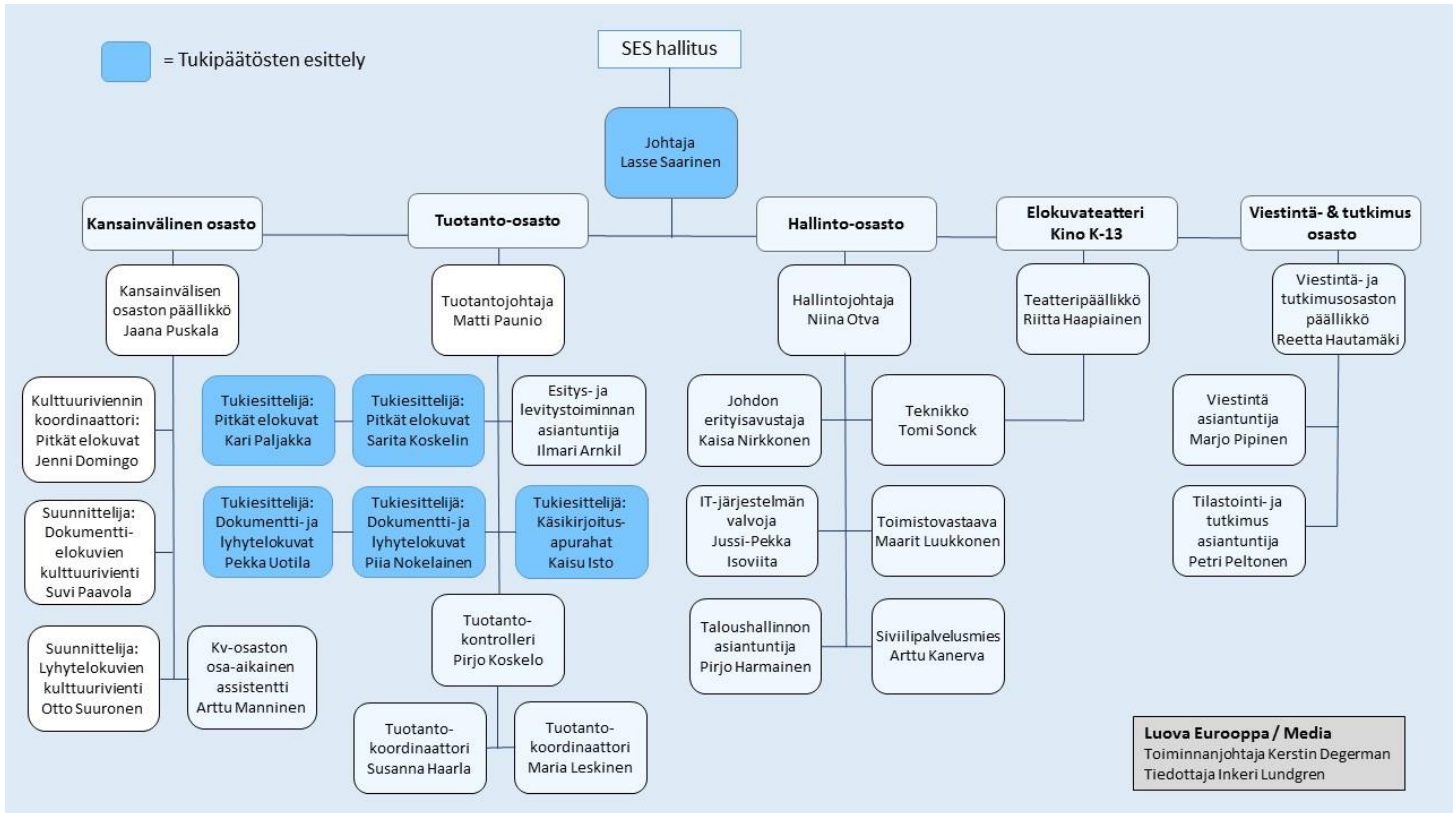 = Tukipäätösten esittely
SES hallitus
Johtaja
Lasse Saarinen
Kansainvälinen osasto
Tuotanto-osasto
Hallinto-osasto
Elokuvateatteri
Kino K-13
Viestintä- & tutkimus
osasto
Kansainvälisen
osaston päällikkö
Jaana Puskala
Tuotantojohtaja
Matti Paunio
Hallintojohtaja
Niina Otva
Teatteripäällikkö
Riitta Haapiainen
Viestintä- ja
tutkimusosaston
päällikkö
Reetta Hautamäki
Kulttuuriviennin
koordinaattori:
Pitkät elokuvat
Jenni Domingo
Tukiesittelijä:
Pitkät elokuvat
Kari Paljakka
Tukiesittelijä:
Pitkät elokuvat
Sarita Koskelin
Esitys- ja
levitystoiminnan
asiantuntija
Ilmari Arnkil
Johdon
erityisavustaja
Kaisa Nirkkonen
Teknikko
Tomi Sonck
Viestintä
asiantuntija
Marjo Pipinen
Suunnittelija:
Dokumentti-
elokuvien
kulttuurivienti
Suvi Paavola
Tukiesittelijä:
Dokumentti- ja
lyhytelokuvat
Pekka Uotila
Tukiesittelijä:
Dokumentti- ja
lyhytelokuvat
Piia Nokelainen
Tukiesittelijä:
Käsikirjoitus-
apurahat
Kaisu Isto
IT-järjestelmän
valvoja
Jussi-Pekka
Isoviita
Toimistovastaava
Maarit Luukkonen
Tilastointi- ja
tutkimus
asiantuntija
Petri Peltonen
Suunnittelija:
Lyhytelokuvien
kulttuurivienti
Otto Suuronen
Kv-osaston
osa-aikainen
assistentti
Arttu Manninen
Tuotanto-
kontrolleri
Pirjo Koskelo
Taloushallinnon
asiantuntija
Pirjo Harmainen
Siviilipalvelusmies
Arttu Kanerva
Tuotanto-
koordinaattori
Susanna Haarla
Tuotanto-
koordinaattori
Maria Leskinen
Luova Eurooppa / Media
Toiminnanjohtaja Kerstin Degerman
Tiedottaja Inkeri Lundgren